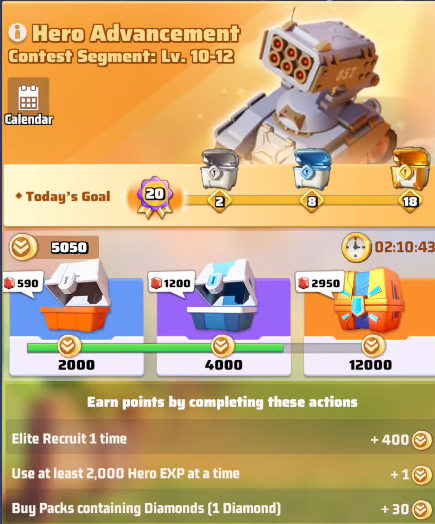 Hero Advancement
Contest Segment: Lv. 10-12
052
Calendar
Today's Goal
20
2
8
18
5050
02:10:43
590
1200
2950
2000
4000
12000
Earn points by completing these actions
Elite Recruit 1 time
+ 400
Use at least 2,000 Hero EXP at a time
+ 1
Buy Packs containing Diamonds (1 Diamond)
+ 30